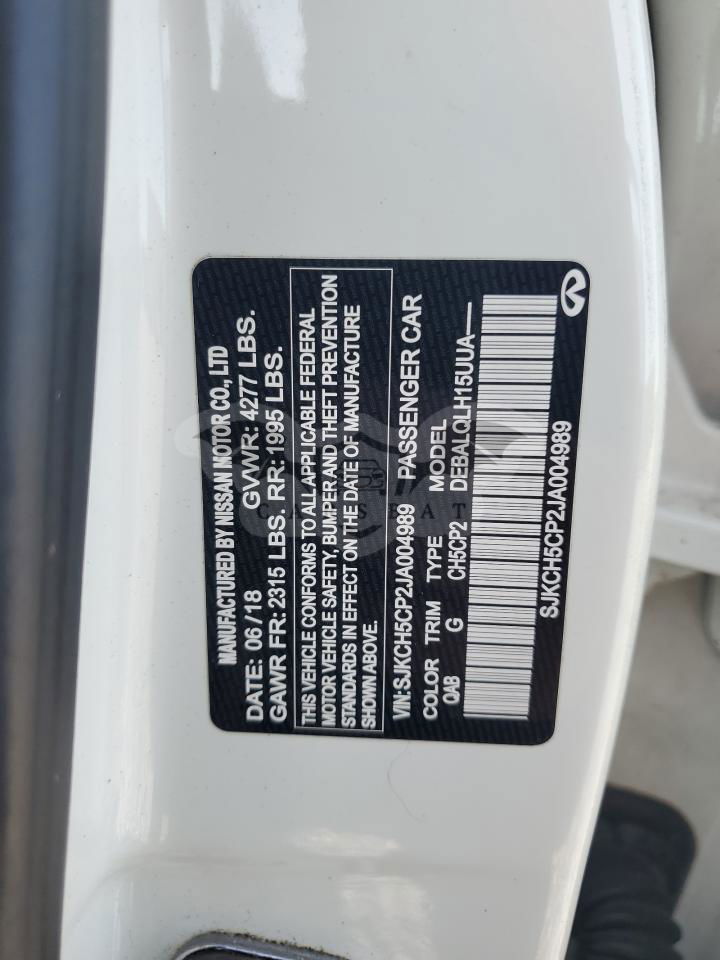 MANUFACTURED BY NISSAN MOTOR CO., LTD
DATE: 06/18 GVWR: 4277 LBS.
GAWR FR: 2315 LBS. RR: 1995 LBS.
THIS VEHICLE CONFORMS TO ALL APPLICABLE FEDERAL
MOTOR VEHICLE SAFETY, BUMPER AND THEFT PREVENTION
STANDARDS IN EFFECT ON THE DATE OF MANUFACTURE
SHOWN ABOVE.
VIN:SJKCH5CP2JA004989 PASSENGER CAR
COLOR TRIM TYPE MODEL
QAB G CH5CP2 DEBALQLH15UUA—
SJKCH5CP2JA004989